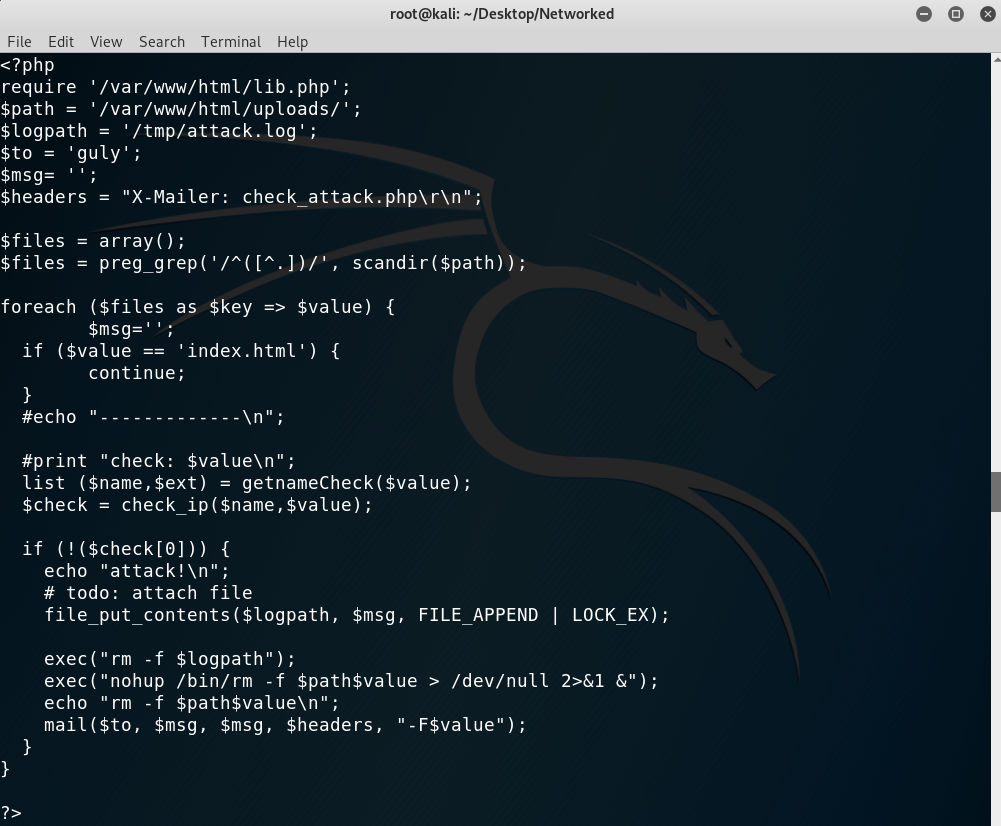 root@kali: ~/Desktop/Networked
File Edit View Search Terminal Help
<?php
require '/var/www/html/lib.php';
$path = '/var/www/html/uploads/';
$logpath = '/tmp/attack.log';
$to = 'guly';
$msg= '';
$headers = "X-Mailer: check_attack.php\r\n";

$files = array();
$files = preg_grep('/^([^.])/', scandir($path));

foreach ($files as $key => $value) {
        $msg='';
  if ($value == 'index.html') {
        continue;
  }
  #echo "-------------\n";

  #print "check: $value\n";
  list ($name,$ext) = getnameCheck($value);
  $check = check_ip($name,$value);

  if (!($check[0])) {
    echo "attack!\n";
    # todo: attach file
    file_put_contents($logpath, $msg, FILE_APPEND | LOCK_EX);

    exec("rm -f $logpath");
    exec("nohup /bin/rm -f $path$value > /dev/null 2>&1 &");
    echo "rm -f $path$value\n";
    mail($to, $msg, $msg, $headers, "-F$value");
  }
}

?>